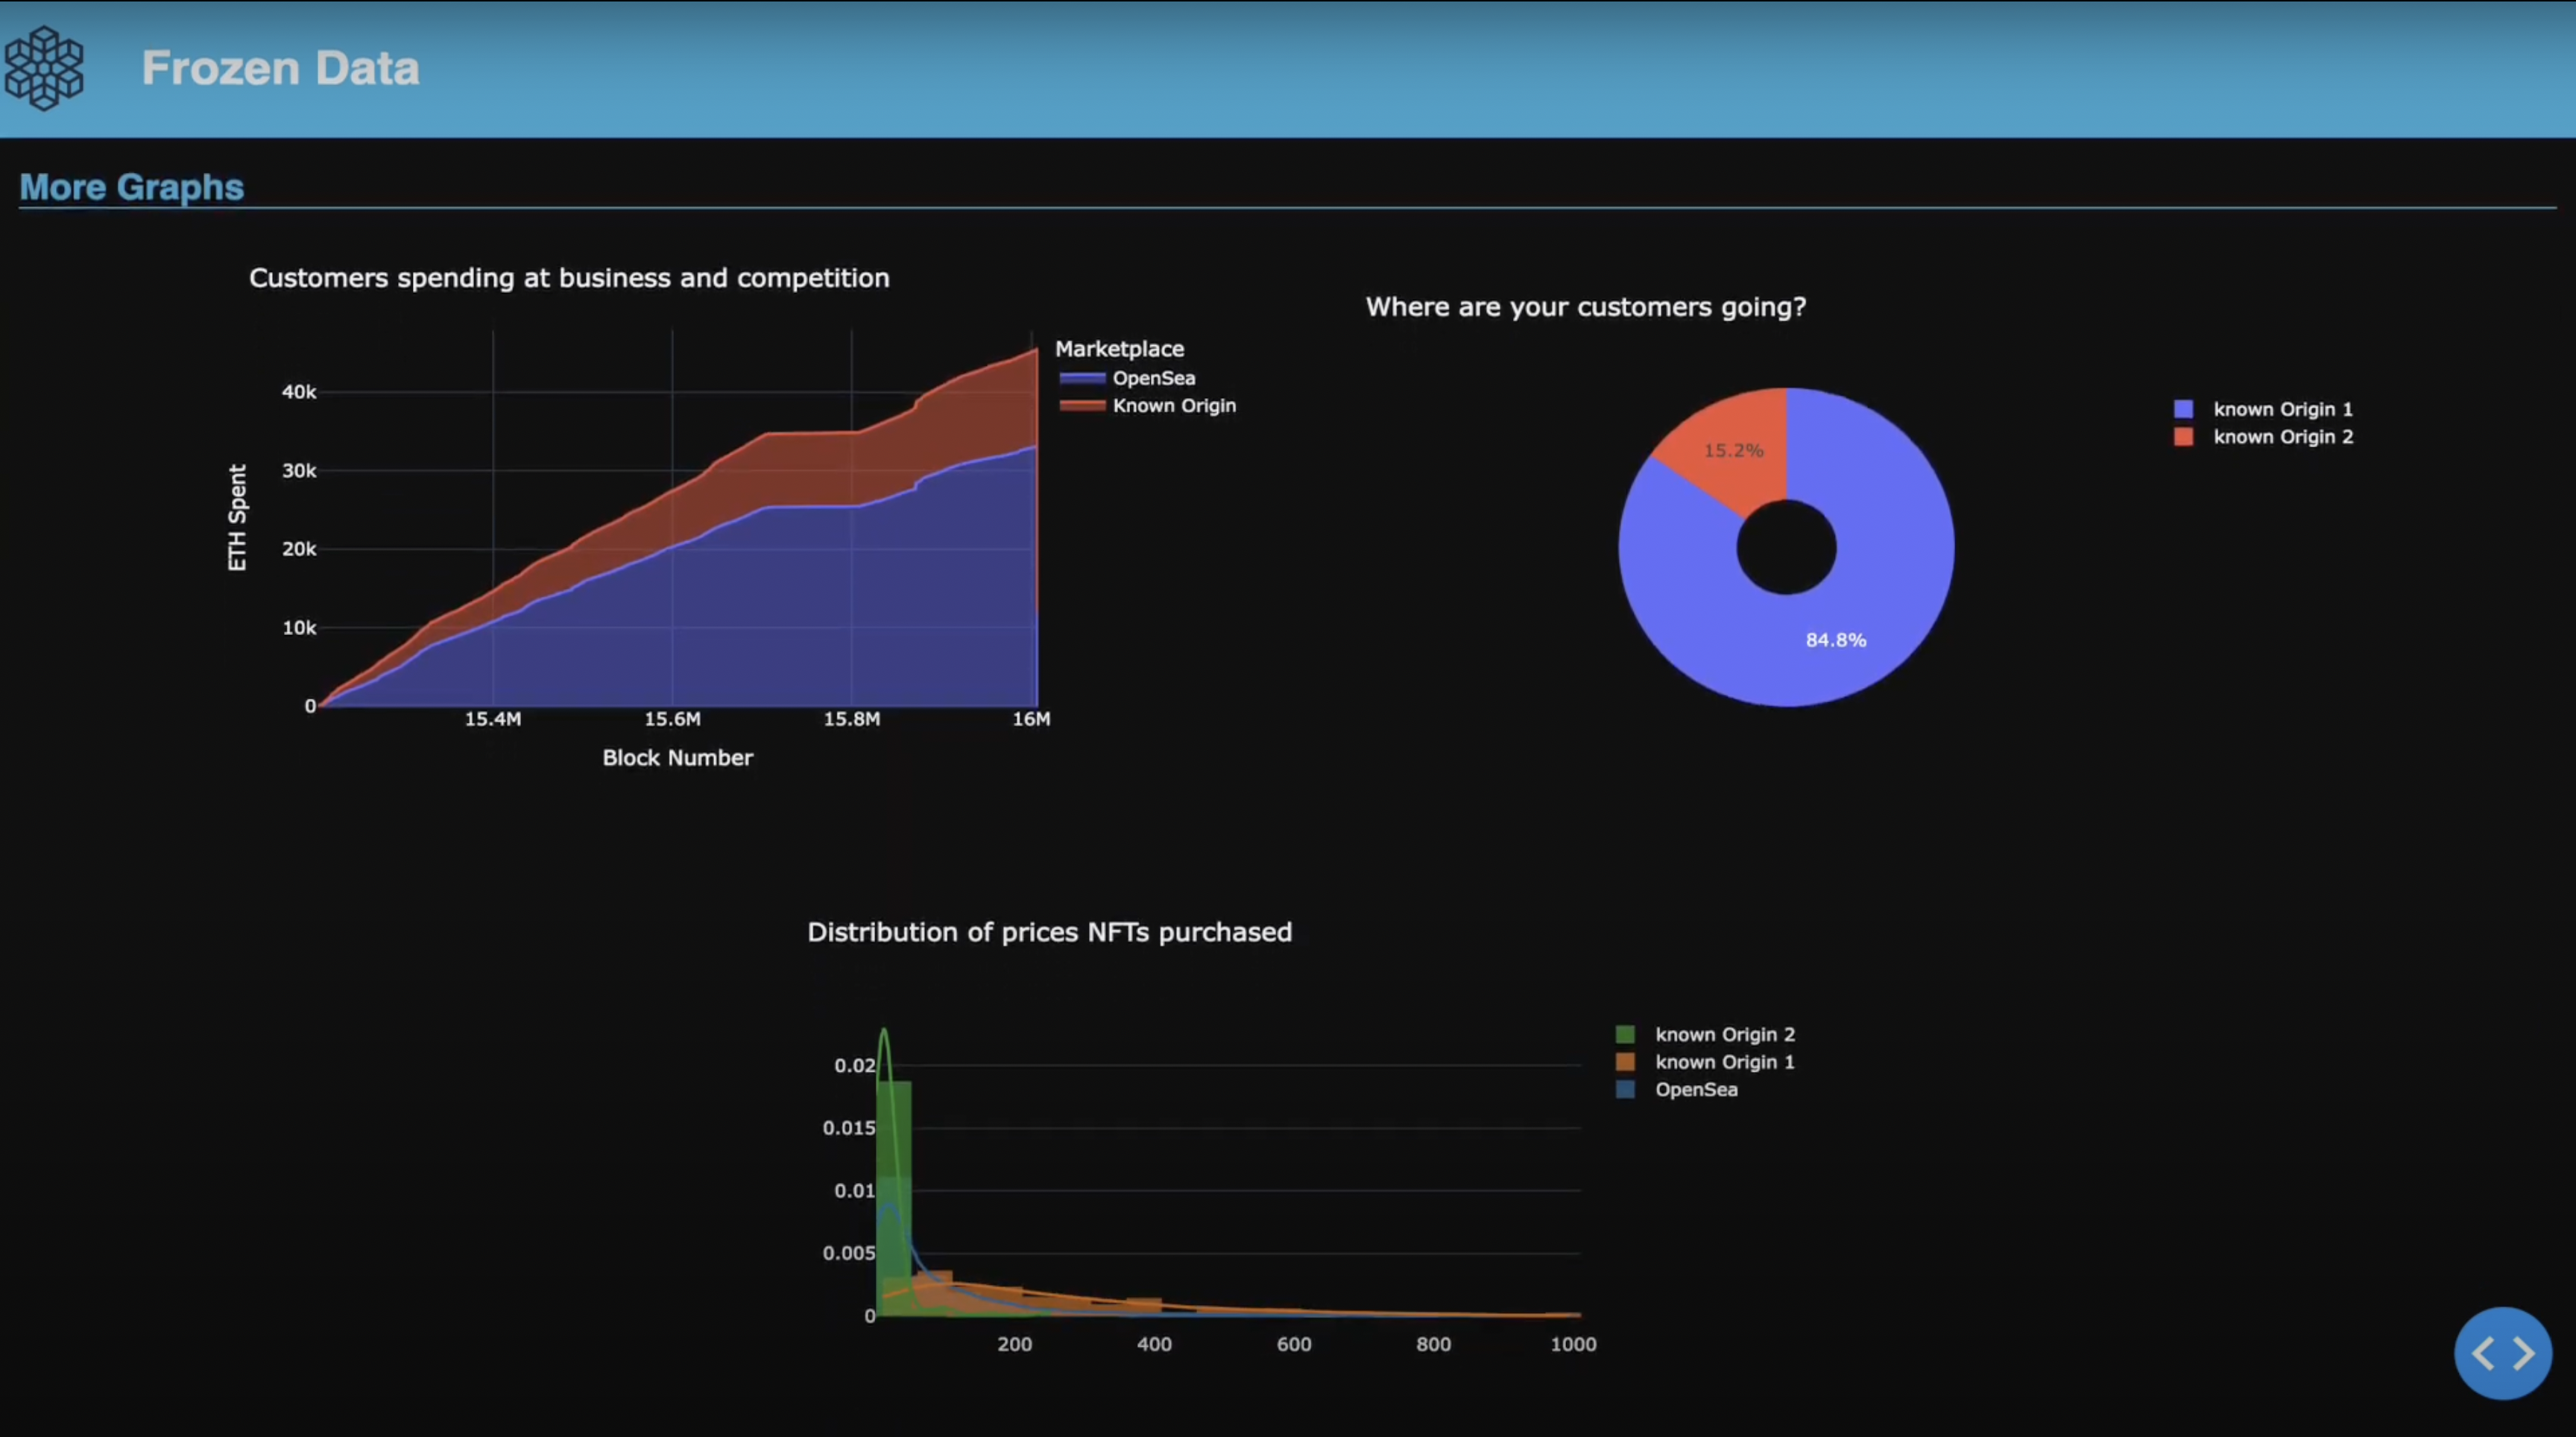 Frozen Data
More Graphs
Customers spending at business and competition
Marketplace
OpenSea
Known Origin
40k
30k
20k
10k
0
ETH Spent
15.4M 15.6M 15.8M 16M
Block Number
Where are your customers going?
known Origin 1
known Origin 2
15.2%
84.8%
Distribution of prices NFTs purchased
known Origin 2
known Origin 1
OpenSea
0.02
0.015
0.01
0.005
0
200 400 600 800 1000